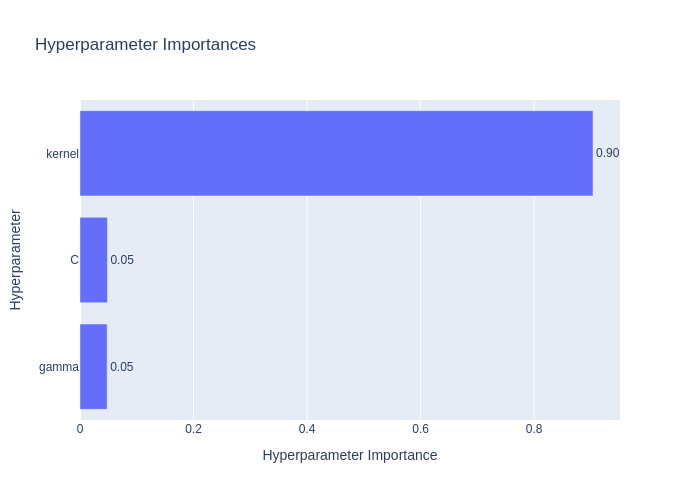 Hyperparameter Importances
Hyperparameter
kernel
0.90
C
0.05
gamma
0.05
0
0.2
0.4
0.6
0.8
Hyperparameter Importance